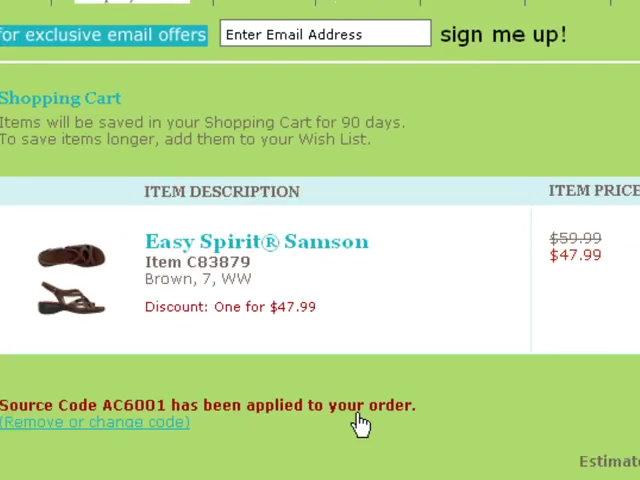 for exclusive email offers
Enter Email Address
sign me up!
Shopping Cart
Items will be saved in your Shopping Cart for 90 days.
To save items longer, add them to your Wish List.
ITEM DESCRIPTION
ITEM PRICE
Easy Spirit® Samson
$59.99
Item C83879
$47.99
Brown, 7, WW
Discount: One for $47.99
Source Code AC6001 has been applied to your order.
(Remove or change code)
Estimate